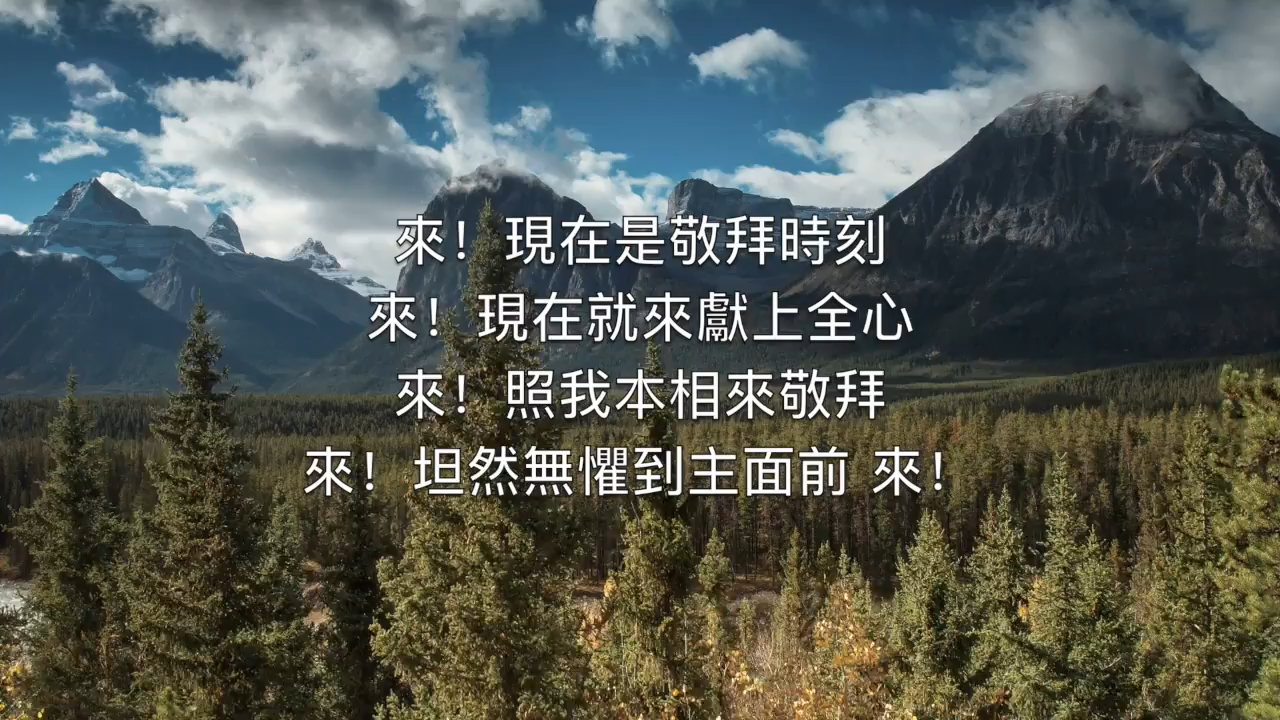 來！現在是敬拜時刻
來！現在就來獻上全心
來！照我本相來敬拜
來！坦然無懼到主面前 來！